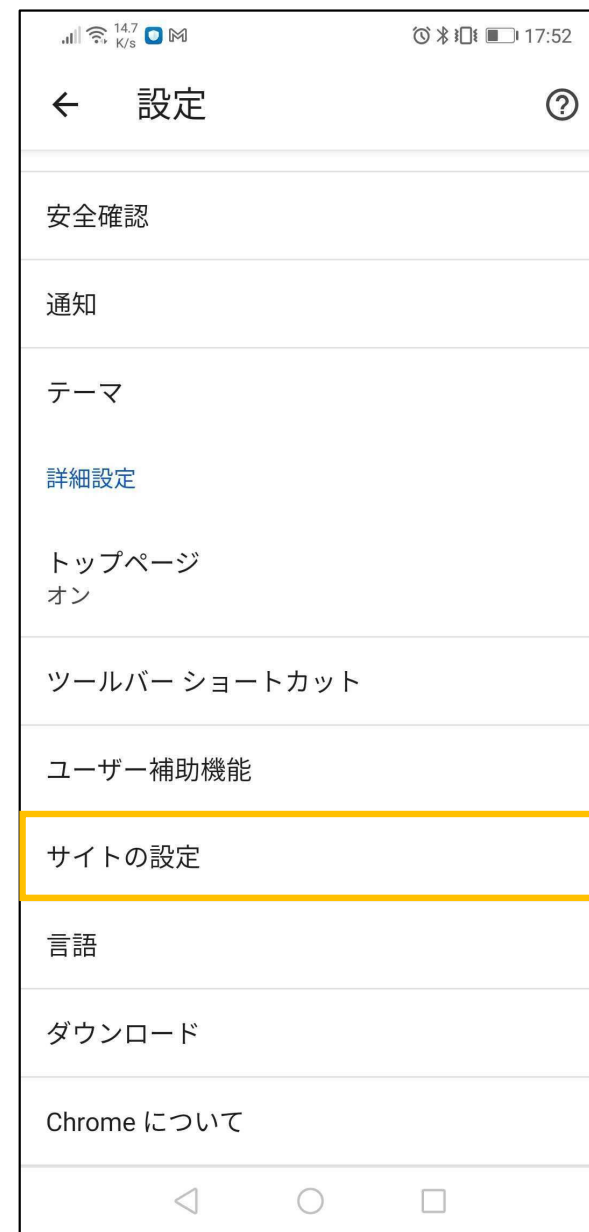 14.7
K/s
17:52
設定
安全確認
通知
テーマ
詳細設定
トップページ
オン
ツールバー ショートカット
ユーザー補助機能
サイトの設定
言語
ダウンロード
Chrome について